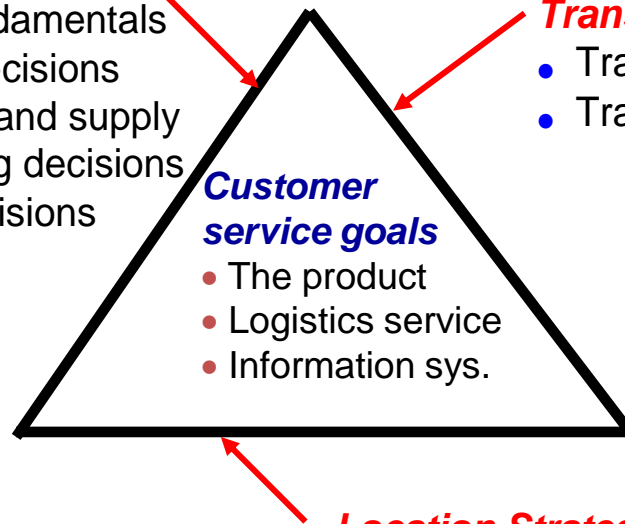 damentals
cisions
and supply
g decisions
isions
Trans
Tra
Tra
Customer
service goals
• The product
• Logistics service
• Information sys.
Location Strate